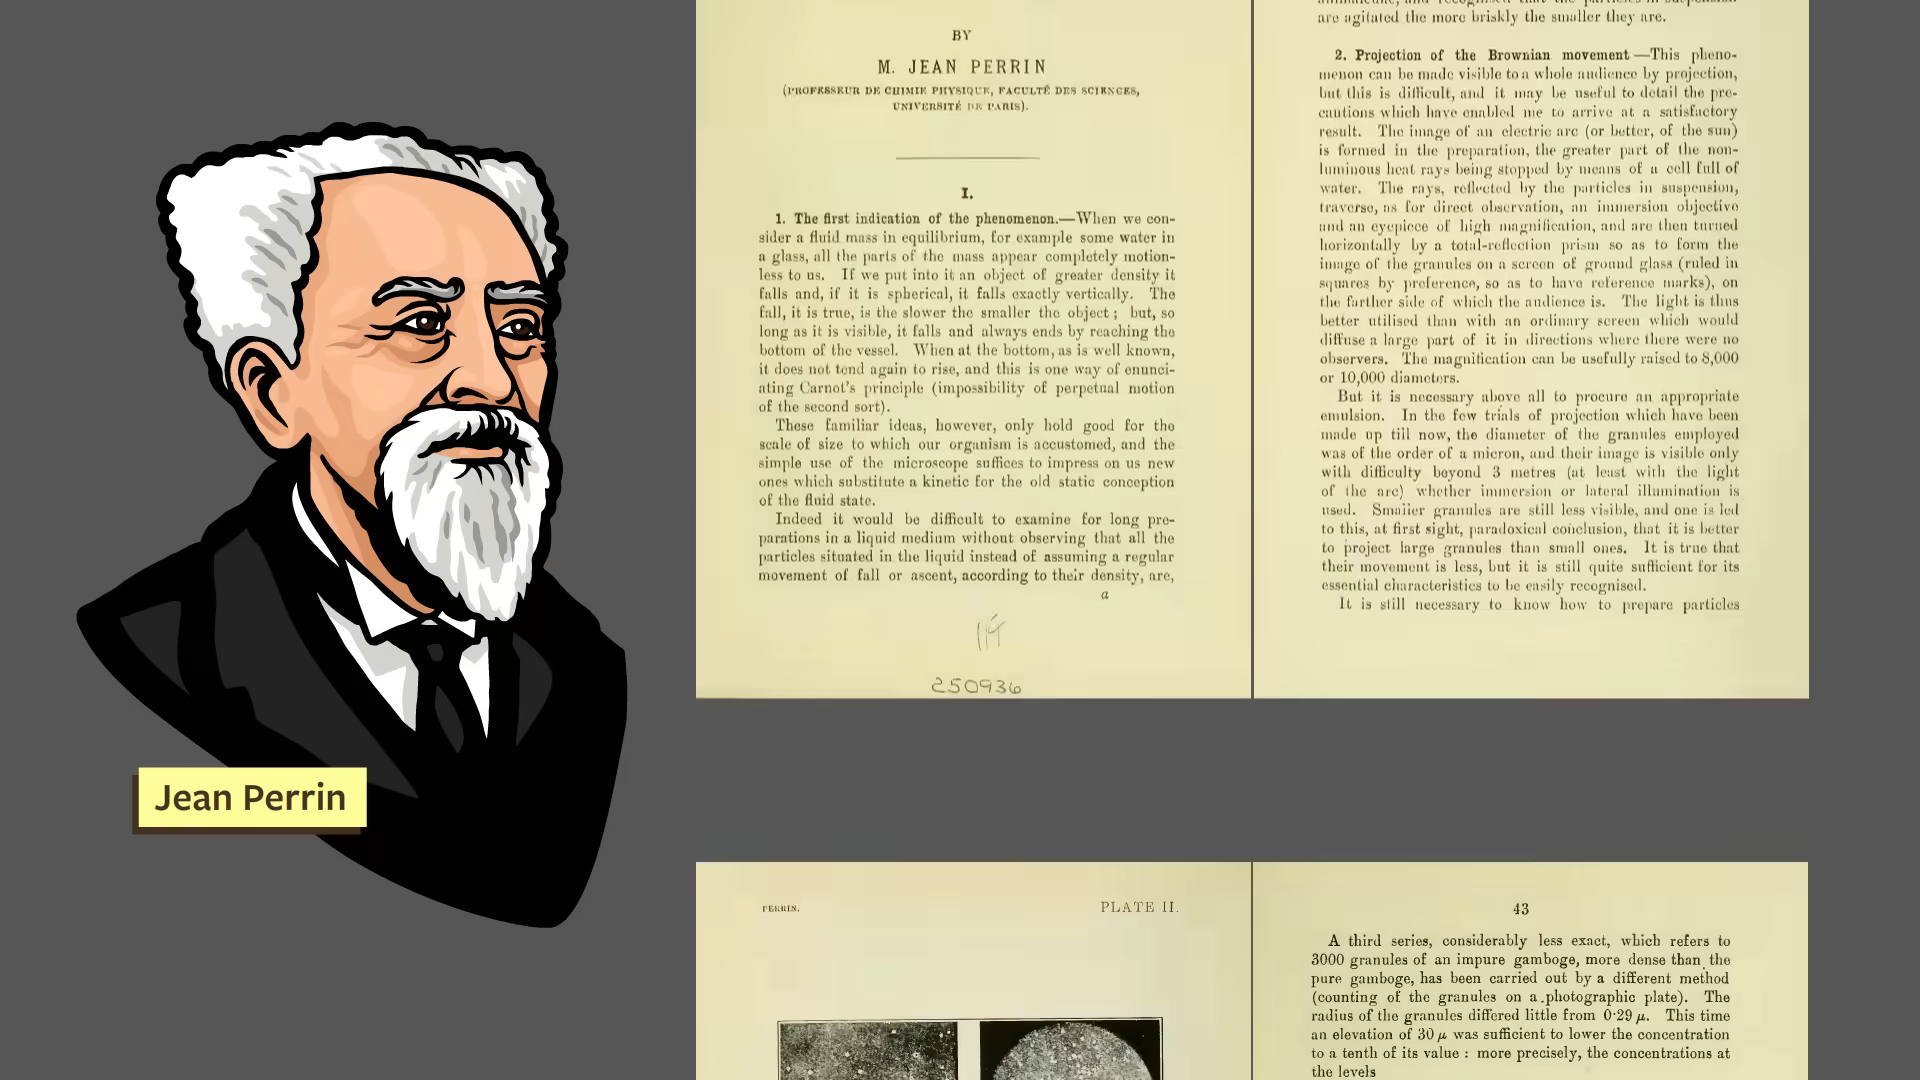 Jean Perrin
BY
M. JEAN PERRIN
(PROFESSEUR DE CHIMIE PHYSIQUE, FACULTÉ DES SCIENCES,
UNIVERSITÉ DE PARIS).
I.
1. The first indication of the phenomenon.—When we con-
sider a fluid mass in equilibrium, for example some water in
a glass, all the parts of the mass appear completely motion-
less to us. If we put into it an object of greater density it
falls and, if it is spherical, it falls exactly vertically. The
fall, it is true, is the slower the smaller the object; but, so
long as it is visible, it falls and always ends by reaching the
bottom of the vessel. When at the bottom, as is well known,
it does not tend again to rise, and this is one way of enunci-
ating Carnot's principle (impossibility of perpetual motion
of the second sort).
These familiar ideas, however, only hold good for the
scale of size to which our organism is accustomed, and the
simple use of the microscope suffices to impress on us new
ones which substitute a kinetic for the old static conception
of the fluid state.
Indeed it would be difficult to examine for long pre-
parations in a liquid medium without observing that all the
particles situated in the liquid instead of assuming a regular
movement of fall or ascent, according to their density, are,
a
250936
are agitated the more briskly the smaller they are.
2. Projection of the Brownian movement—This pheno-
menon can be made visible to a whole audience by projection,
but this is difficult, and it may be useful to detail the pre-
cautions which have enabled me to arrive at a satisfactory
result. The image of an electric arc (or better, of the sun)
is formed in the preparation, the greater part of the non-
luminous heat rays being stopped by means of a cell full of
water. The rays, reflected by the particles in suspension,
traverse, as for direct observation, an immersion objective
and an eyepiece of high magnification, and are then turned
horizontally by a total-reflection prism so as to form the
image of the granules on a screen of ground glass (ruled in
squares by preference, so as to have reference marks), on
the farther side of which the audience is. The light is thus
better utilised than with an ordinary screen which would
diffuse a large part of it in directions where there were no
observers. The magnification can be usefully raised to 8,000
or 10,000 diameters.
But it is necessary above all to procure an appropriate
emulsion. In the few trials of projection which have been
made up till now, the diameter of the granules employed
was of the order of a micron, and their image is visible only
with difficulty beyond 3 metres (at least with the light
of the arc) whether immersion or lateral illumination is
used. Smaller granules are still less visible, and one is led
to this, at first sight, paradoxical conclusion, that it is better
to project large granules than small ones. It is true that
their movement is less, but it is still quite sufficient for its
essential characteristics to be easily recognised.
It is still necessary to know how to prepare particles
PERRIN.
PLATE II.
43
A third series, considerably less exact, which refers to
3000 granules of an impure gamboge, more dense than the
pure gamboge, has been carried out by a different method
(counting of the granules on a photographic plate). The
radius of the granules differed little from 0·29 μ. This time
an elevation of 30 μ was sufficient to lower the concentration
to a tenth of its value : more precisely, the concentrations at
the levels